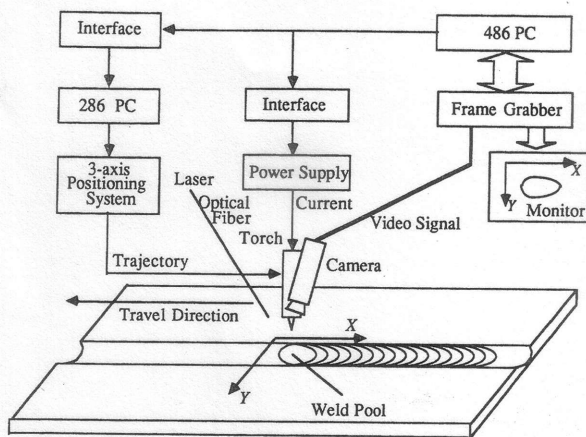 Interface
486 PC
286 PC
Interface
Frame Grabber
3-axis
Positioning
System
Laser
Optical
Fiber
Power Supply
Current
X
Y
Monitor
Video Signal
Torch
Camera
Trajectory
Travel Direction
X
Y
Weld Pool